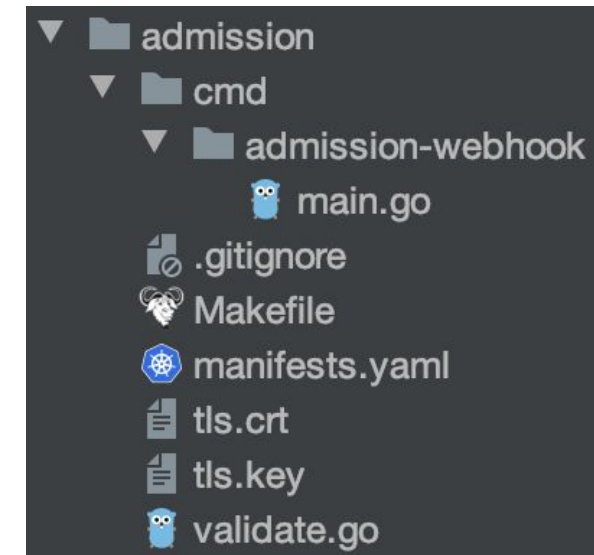 admission
cmd
admission-webhook
main.go
.gitignore
Makefile
manifests.yaml
tls.crt
tls.key
validate.go